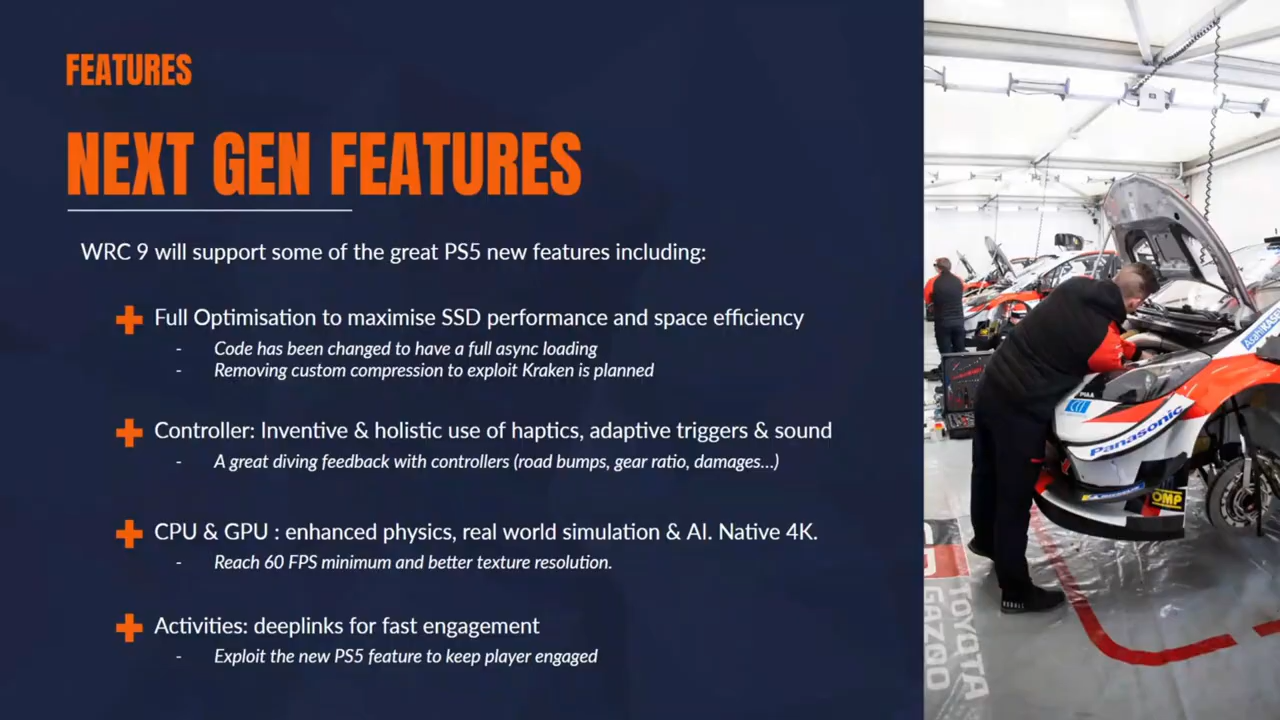 FEATURES
NEXT GEN FEATURES
WRC 9 will support some of the great PS5 new features including:
Full Optimisation to maximise SSD performance and space efficiency
- Code has been changed to have a full async loading
- Removing custom compression to exploit Kraken is planned
Controller: Inventive & holistic use of haptics, adaptive triggers & sound
- A great diving feedback with controllers (road bumps, gear ratio, damages...)
CPU & GPU : enhanced physics, real world simulation & AI. Native 4K.
- Reach 60 FPS minimum and better texture resolution.
Activities: deeplinks for fast engagement
- Exploit the new PS5 feature to keep player engaged
AsahiKASEI
PIAA
Panasonic
MICHELIN
OMP
TOYOTA
GAZOO